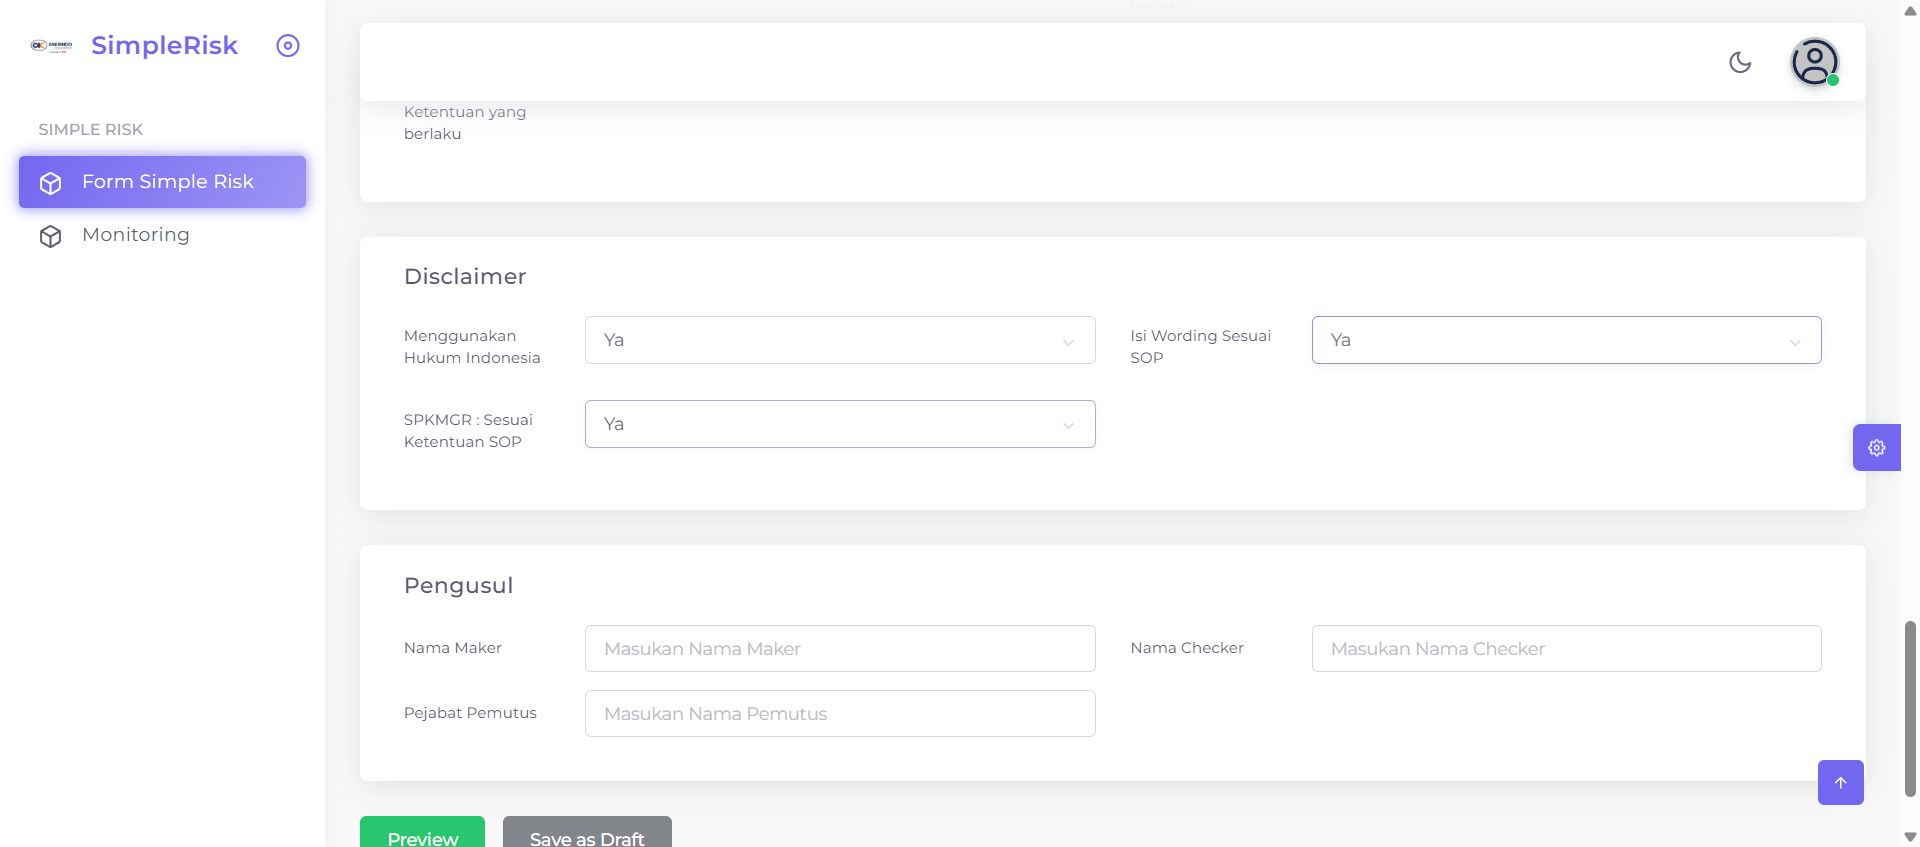 berlaku
SimpleRisk
SIMPLE RISK
Form Simple Risk
Monitoring
Ketentuan yang
berlaku
Disclaimer
Menggunakan
Hukum Indonesia
Ya
Isi Wording Sesuai
SOP
Ya
SPKMGR : Sesuai
Ketentuan SOP
Ya
Pengusul
Nama Maker
Masukan Nama Maker
Nama Checker
Masukan Nama Checker
Pejabat Pemutus
Masukan Nama Pemutus
Preview
Save as Draft